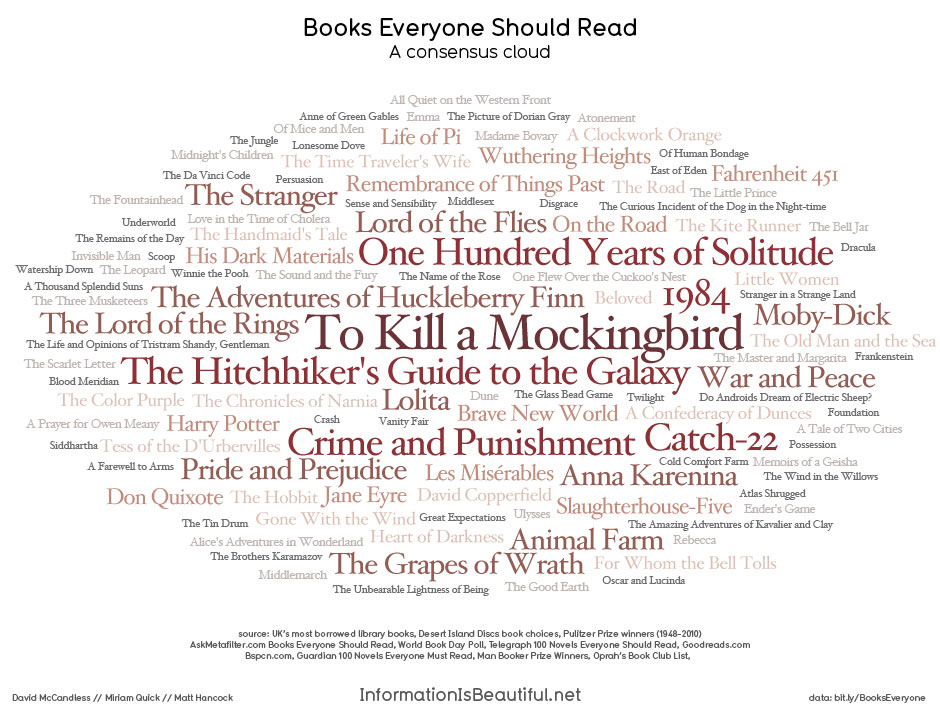 Books Everyone Should Read
A consensus cloud
All Quiet on the Western Front
Anne of Green Gables Emma The Picture of Dorian Gray Atonement
Of Mice and Men Life of Pi Madame Bovary A Clockwork Orange
The Jungle Lonesome Dove
Midnight's Children The Time Traveler's Wife Wuthering Heights Of Human Bondage
The Da Vinci Code Persuasion Remembrance of Things Past The Road East of Eden Fahrenheit 451
The Fountainhead The Stranger Sense and Sensibility Middlesex Disgrace The Little Prince
The Curious Incident of the Dog in the Night-time
Underworld Love in the Time of Cholera Lord of the Flies On the Road The Kite Runner The Bell Jar
The Remains of the Day The Handmaid's Tale
Invisible Man Scoop His Dark Materials One Hundred Years of Solitude Dracula
Watership Down The Leopard Winnie the Pooh The Sound and the Fury The Name of the Rose One Flew Over the Cuckoo's Nest Little Women
A Thousand Splendid Suns
The Three Musketeers The Adventures of Huckleberry Finn Beloved 1984 Stranger in a Strange Land
The Lord of the Rings To Kill a Mockingbird Moby-Dick
The Life and Opinions of Tristram Shandy, Gentleman The Old Man and the Sea
The Scarlet Letter The Master and Margarita Frankenstein
Blood Meridian The Hitchhiker's Guide to the Galaxy War and Peace
The Color Purple The Chronicles of Narnia Lolita Dune The Glass Bead Game Twilight Do Androids Dream of Electric Sheep?
A Prayer for Owen Meany Harry Potter Crash Vanity Fair Brave New World A Confederacy of Dunces Foundation
A Tale of Two Cities
Siddhartha Tess of the D'Urbervilles Crime and Punishment Catch-22 Possession
A Farewell to Arms Pride and Prejudice Les Misérables Anna Karenina Cold Comfort Farm Memoirs of a Geisha
The Wind in the Willows
Don Quixote The Hobbit Jane Eyre David Copperfield Slaughterhouse-Five Atlas Shrugged
Ender's Game
The Tin Drum Gone With the Wind Great Expectations Ulysses The Amazing Adventures of Kavalier and Clay
Alice's Adventures in Wonderland Heart of Darkness Animal Farm Rebecca
The Brothers Karamazov The Grapes of Wrath For Whom the Bell Tolls
Middlemarch The Unbearable Lightness of Being The Good Earth Oscar and Lucinda
source: UK's most borrowed library books, Desert Island Discs book choices, Pulitzer Prize winners (1948-2010)
AskMetafilter.com Books Everyone Should Read, World Book Day Poll, Telegraph 100 Novels Everyone Should Read, Goodreads.com
Bspcn.com, Guardian 100 Novels Everyone Must Read, Man Booker Prize Winners, Oprah's Book Club List,
David McCandless // Miriam Quick // Matt Hancock InformationIsBeautiful.net data: bit.ly/BooksEveryone